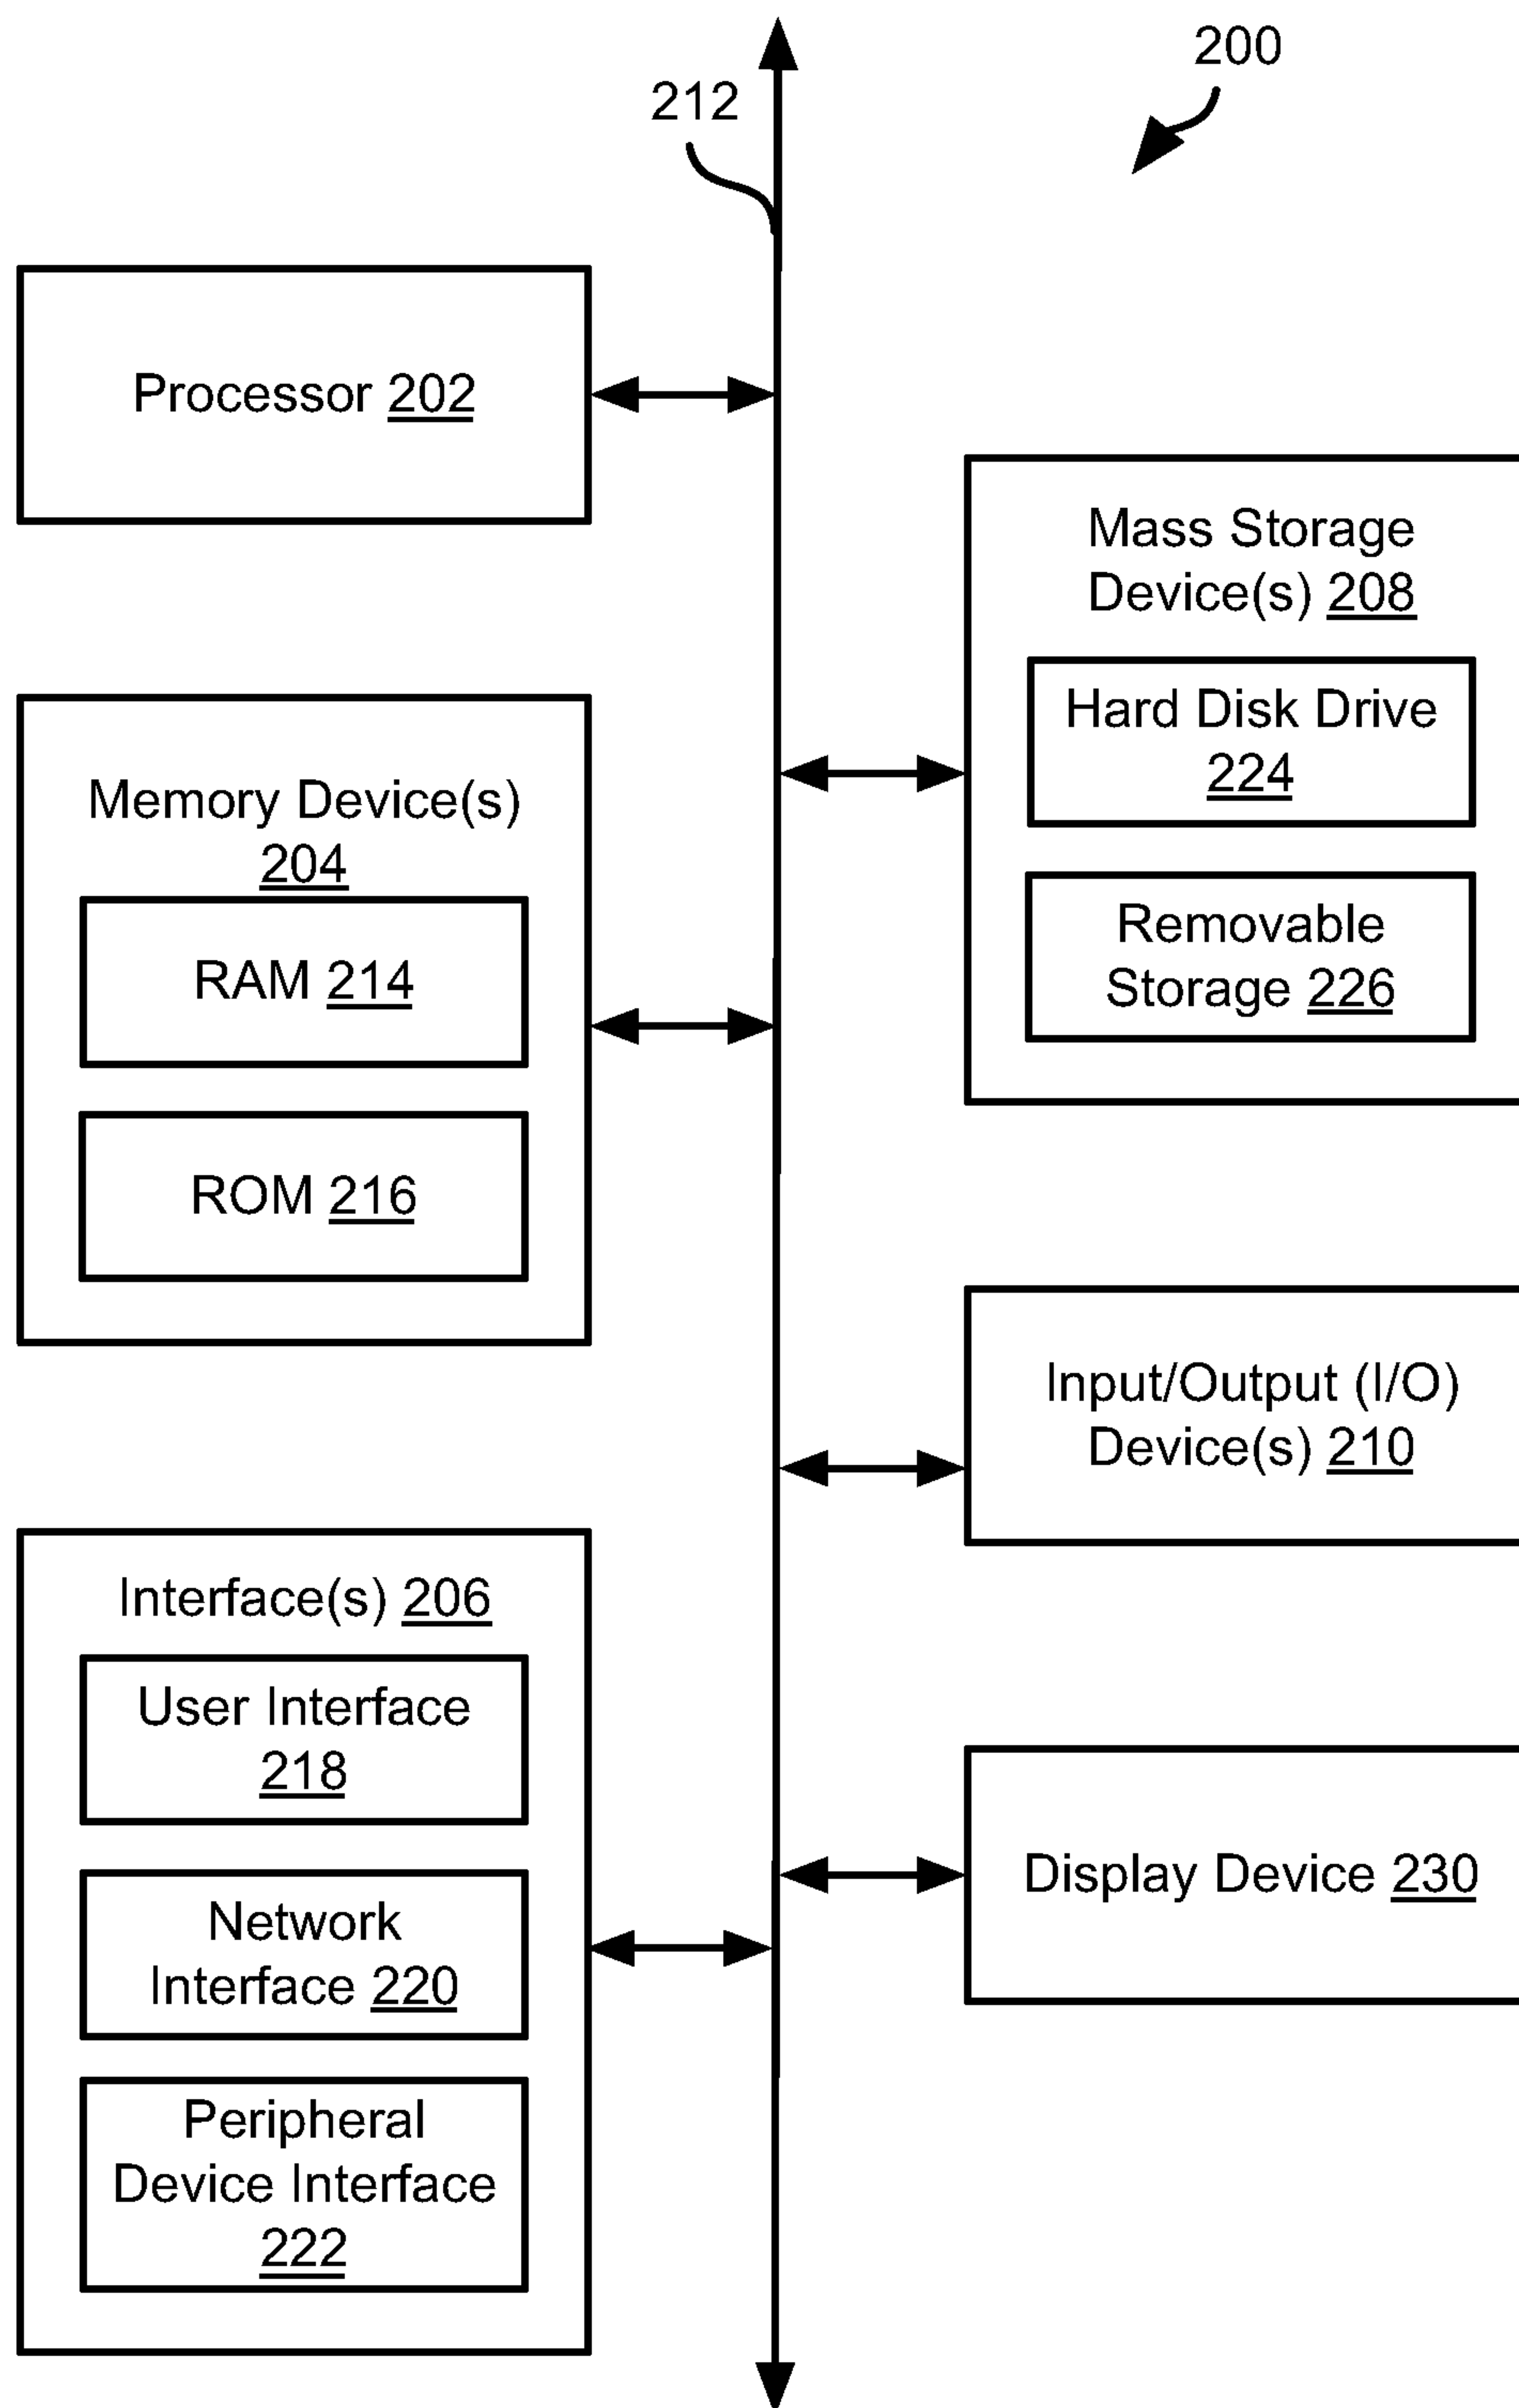 200
212
Processor 202
Memory Device(s)
204
RAM 214
ROM 216
Interface(s) 206
User Interface
218
Network
Interface 220
Peripheral
Device Interface
222
Mass Storage
Device(s) 208
Hard Disk Drive
224
Removable
Storage 226
Input/Output (I/O)
Device(s) 210
Display Device 230